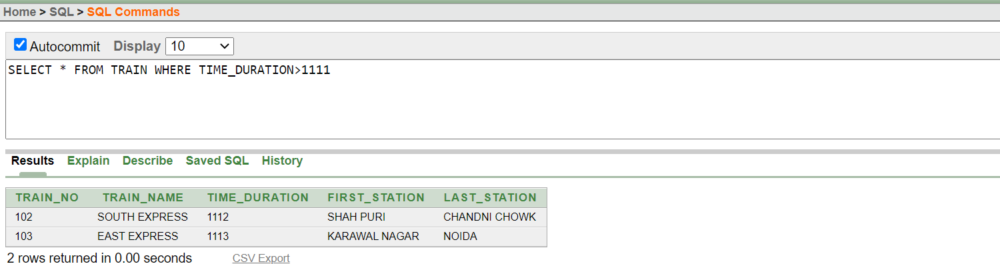 Home > SQL > SQL Commands
Autocommit Display 10
SELECT * FROM TRAIN WHERE TIME_DURATION>1111
Results Explain Describe Saved SQL History
TRAIN_NO TRAIN_NAME TIME_DURATION FIRST_STATION LAST_STATION
102 SOUTH EXPRESS 1112 SHAH PURI CHANDNI CHOWK
103 EAST EXPRESS 1113 KARAWAL NAGAR NOIDA
2 rows returned in 0.00 seconds CSV Export